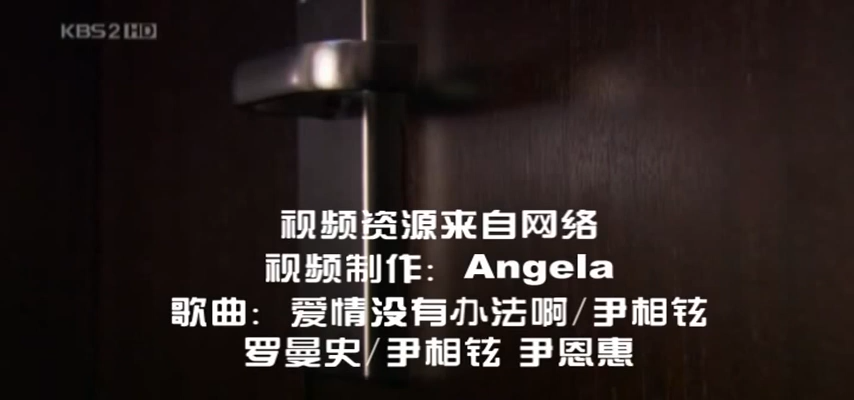 KBS2 HD
视频资源来自网络
视频制作：Angela
歌曲：爱情没有办法啊/尹相铉
罗曼史/尹相铉 尹恩惠